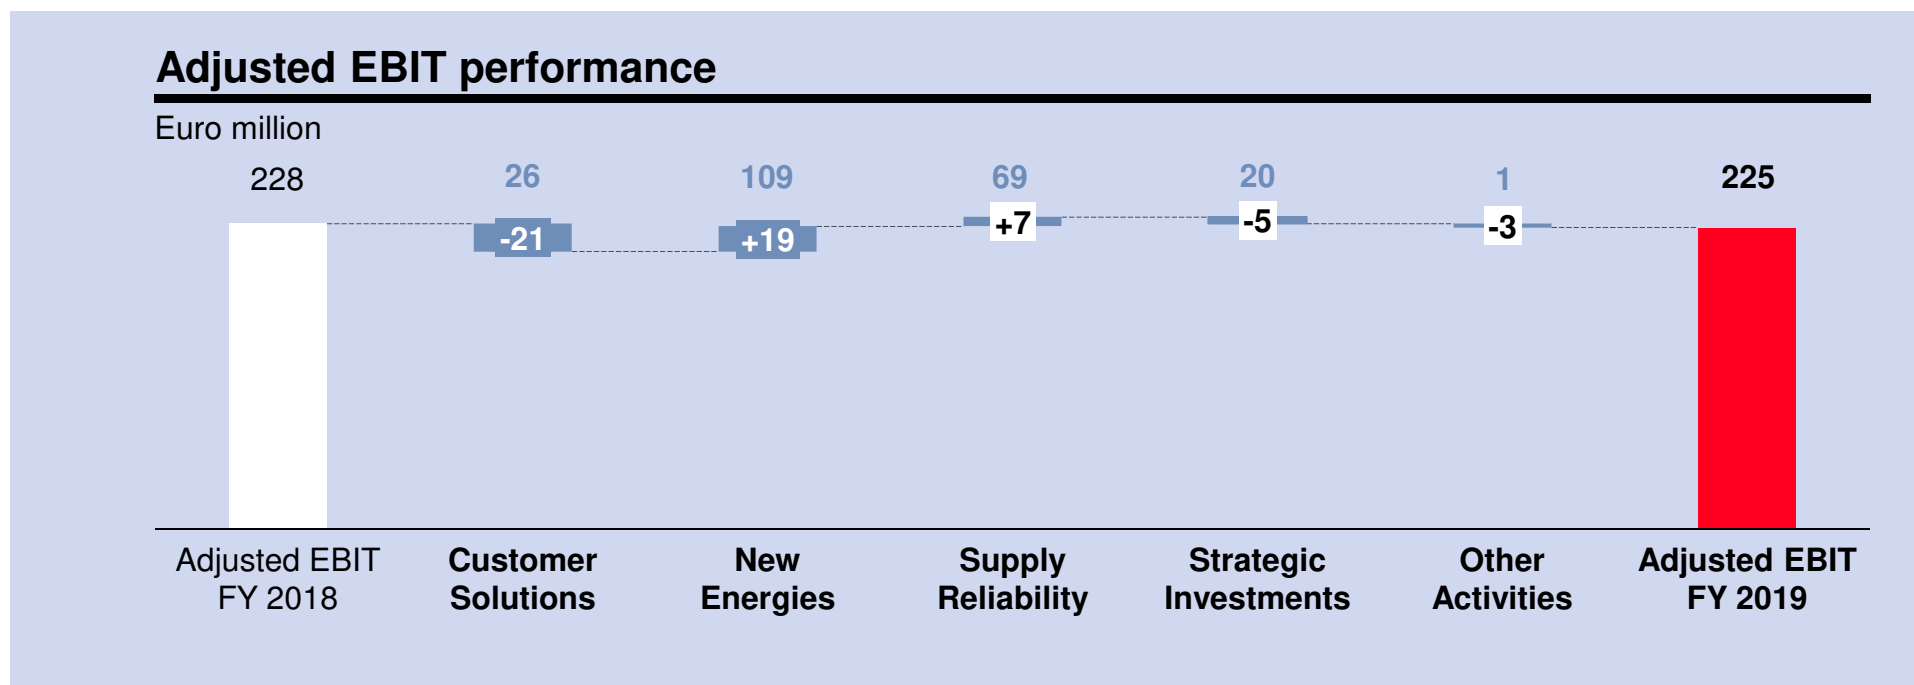 Adjusted EBIT performance
Euro million
228 26 109 69 20 1 225
-21 +19 +7 -5 -3
Adjusted EBIT FY 2018
Customer Solutions
New Energies
Supply Reliability
Strategic Investments
Other Activities
Adjusted EBIT FY 2019